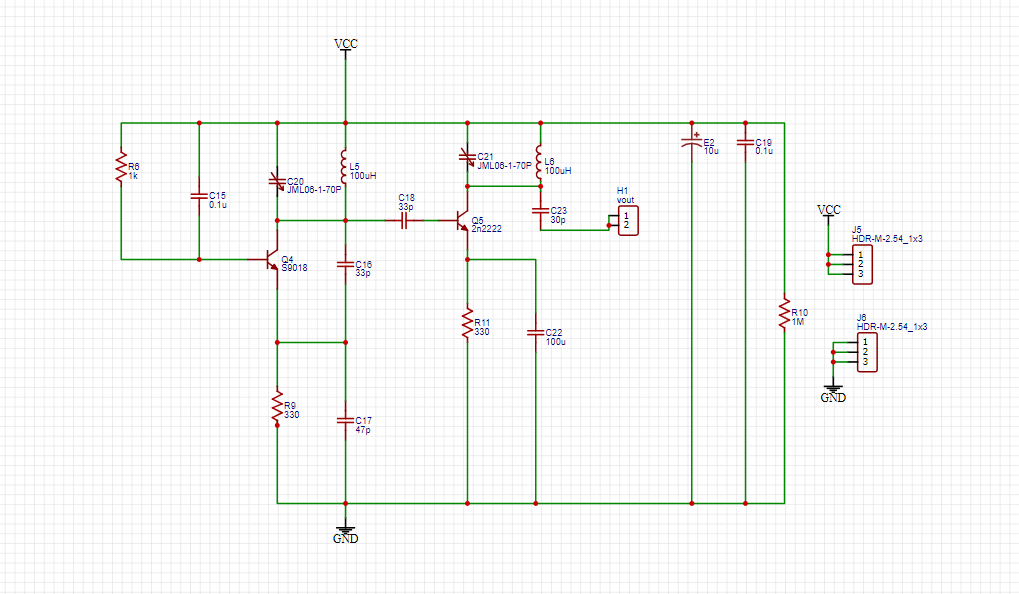 VCC
R6
1k
C15
0.1u
C20
JML06-1-70P
L5
100uH
C21
JML06-1-70P
L6
100uH
E2
10u
C19
0.1u
C18
33p
Q5
2n2222
C23
30p
H1
vout
1
2
Q4
S9018
C16
33p
R11
330
C22
100u
R10
1M
R9
330
C17
47p
GND
VCC
J5
HDR-M-2.54_1x3
1
2
3
J6
HDR-M-2.54_1x3
1
2
3
GND